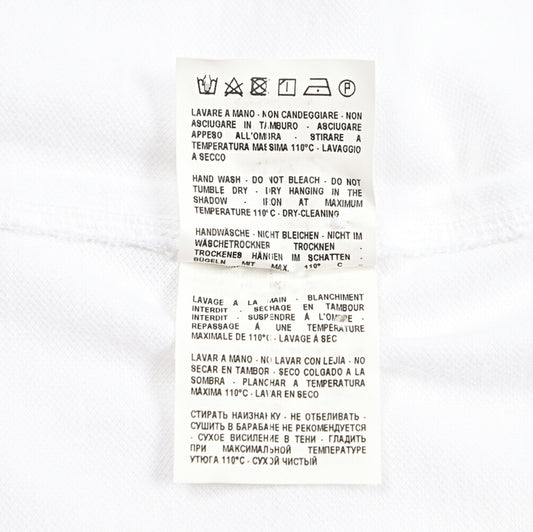 LAVARE A MANO - NON CANDEGGIARE - NON
ASCIUGARE IN TAMBURO - ASCIUGARE
APPESO ALL'OMBRA - STIRARE A
TEMPERATURA MASSIMA 110°C - LAVAGGIO
A SECCO
HAND WASH - DO NOT BLEACH - DO NOT
TUMBLE DRY - DRY HANGING IN THE
SHADOW - IRON AT MAXIMUM
TEMPERATURE 110°C - DRY-CLEANING
HANDWÄSCHE - NICHT BLEICHEN - NICHT IM
WÄSCHETROCKNER TROCKNEN -
TROCKENES HÄNGEN IM SCHATTEN -
BÜGELN MIT MAX. 110° C -
LAVAGE Á LA MAIN - BLANCHIMENT
INTERDIT - SECHAGE EN TAMBOUR
INTERDIT - SUSPENDRE Á L'OMBRE -
REPASSAGE Á UNE TEMPÉRATURE
MAXIMALE DE 110°C - LAVAGE Á SEC
LAVAR A MANO - NO LAVAR CON LEJÍA - NO
SECAR EN TAMBOR - SECO COLGADO A LA
SOMBRA - PLANCHAR A TEMPERATURA
MÁXIMA 110°C - LAVAR EN SECO
СТИРАТЬ НАИЗНАНКУ - НЕ ОТБЕЛИВАТЬ -
СУШИТЬ В БАРАБАНЕ НЕ РЕКОМЕНДУЕТСЯ
- СУХОЕ ВИСИЛЕНИЕ В ТЕНИ - ГЛАДИТЬ
ПРИ МАКСИМАЛЬНОЙ ТЕМПЕРАТУРЕ
УТЮГА 110°C - СУХОЙ ЧИСТЫЙ